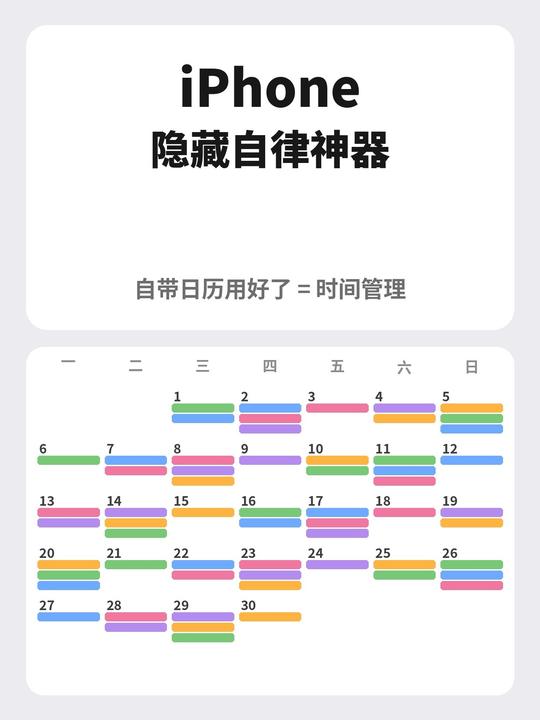 iPhone
隐藏自律神器
自带日历用好了 = 时间管理
一 二 三 四 五 六 日
1 2 3 4 5
6 7 8 9 10 11 12
13 14 15 16 17 18 19
20 21 22 23 24 25 26
27 28 29 30